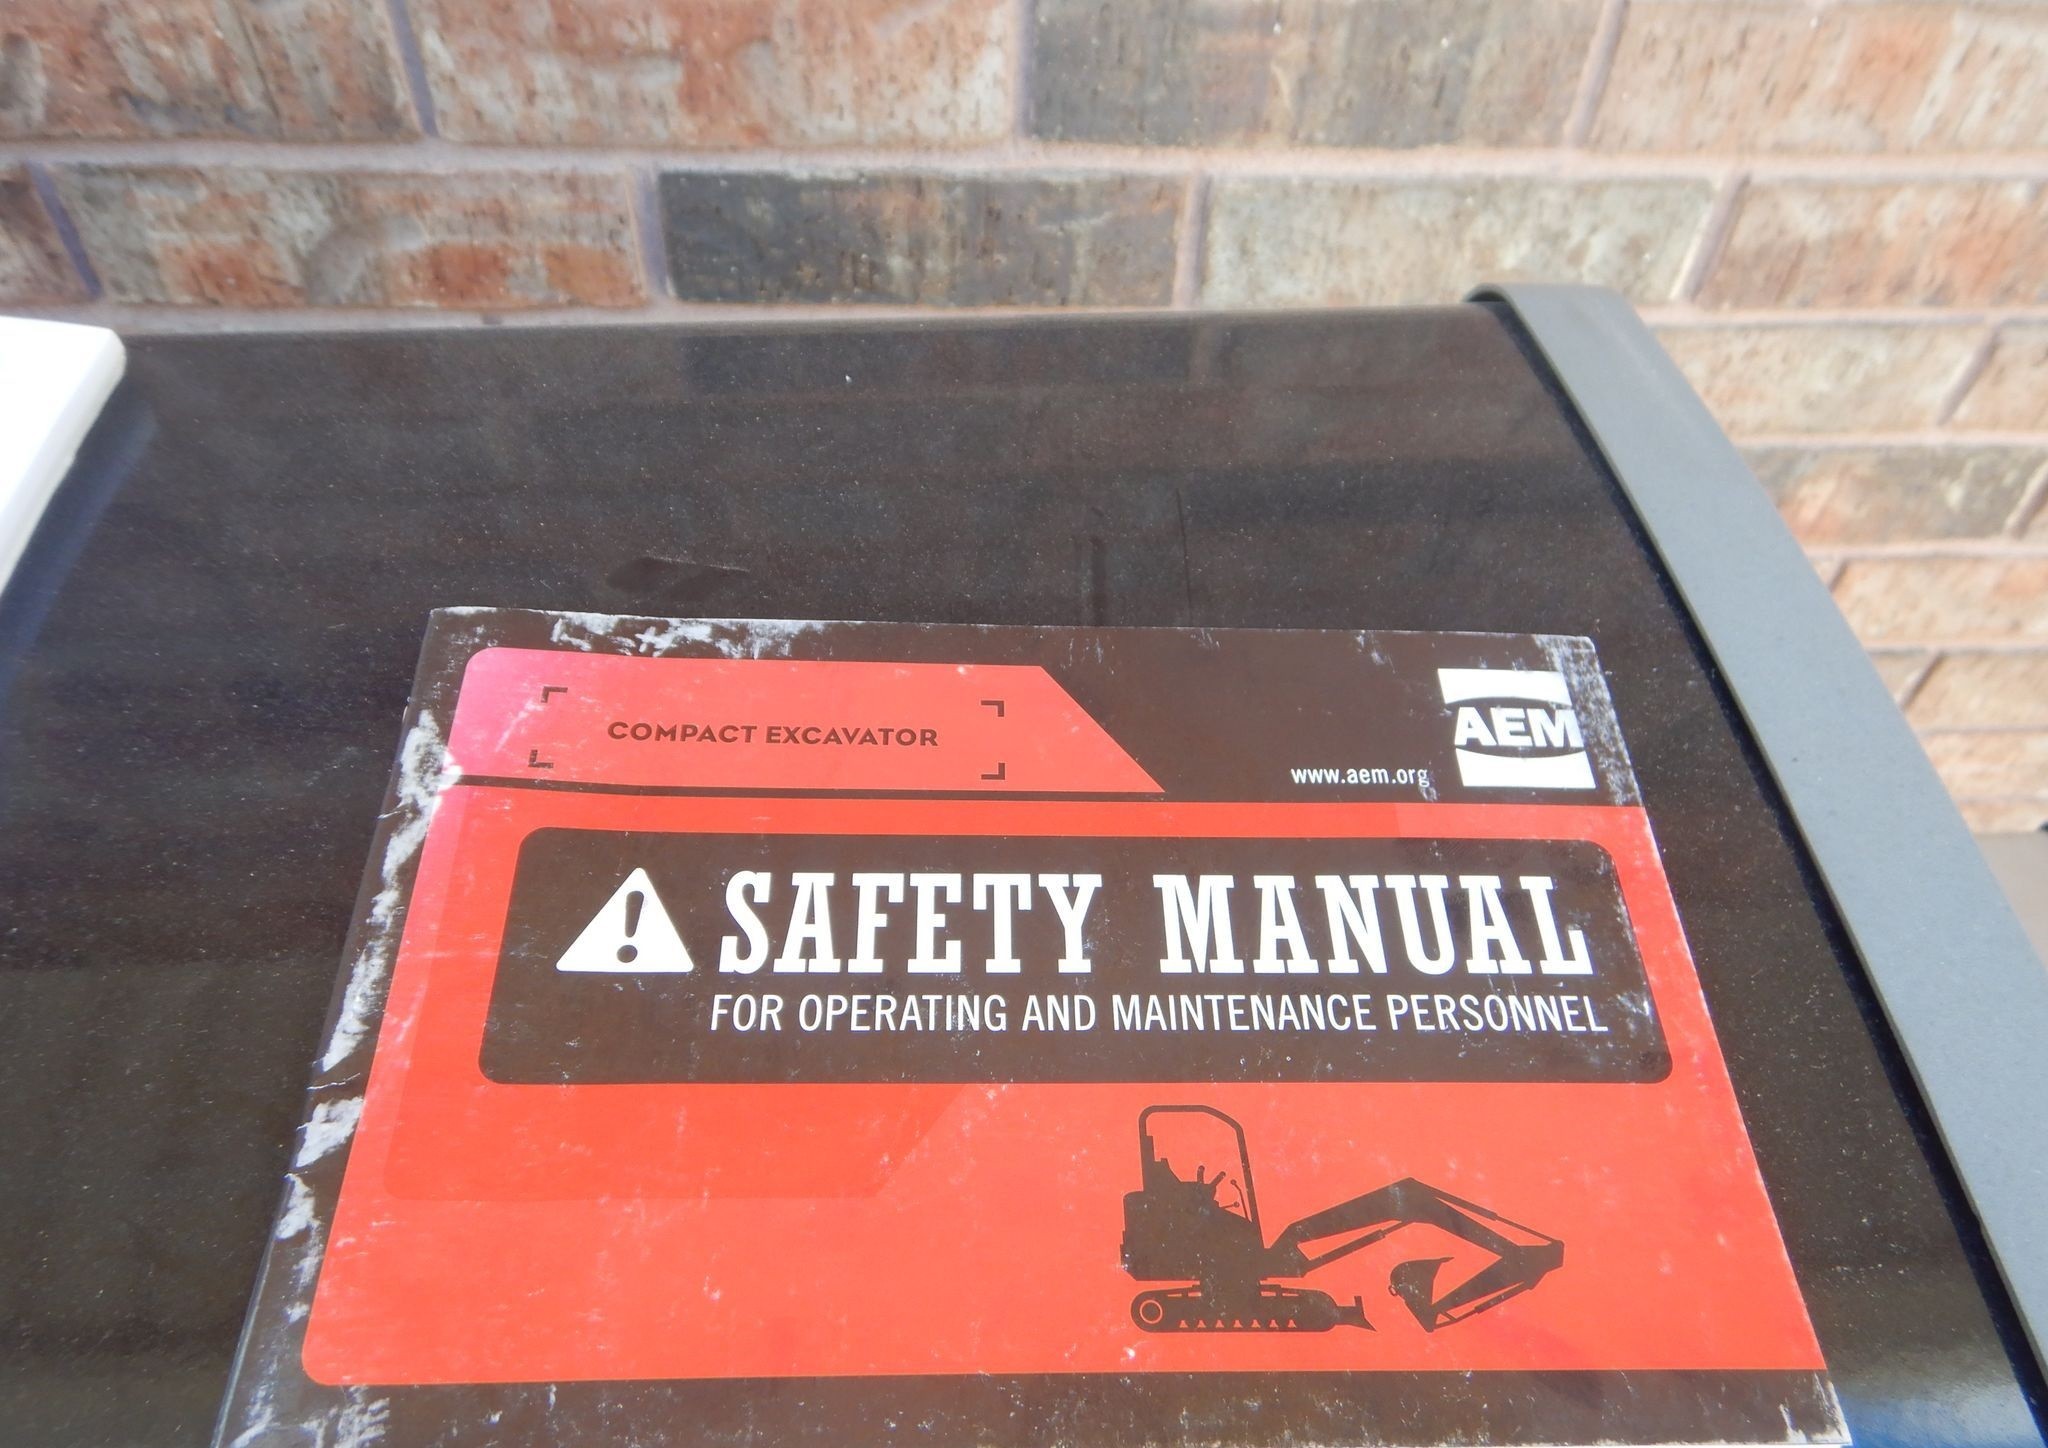 COMPACT EXCAVATOR
AEM
www.aem.org
SAFETY MANUAL
FOR OPERATING AND MAINTENANCE PERSONNEL